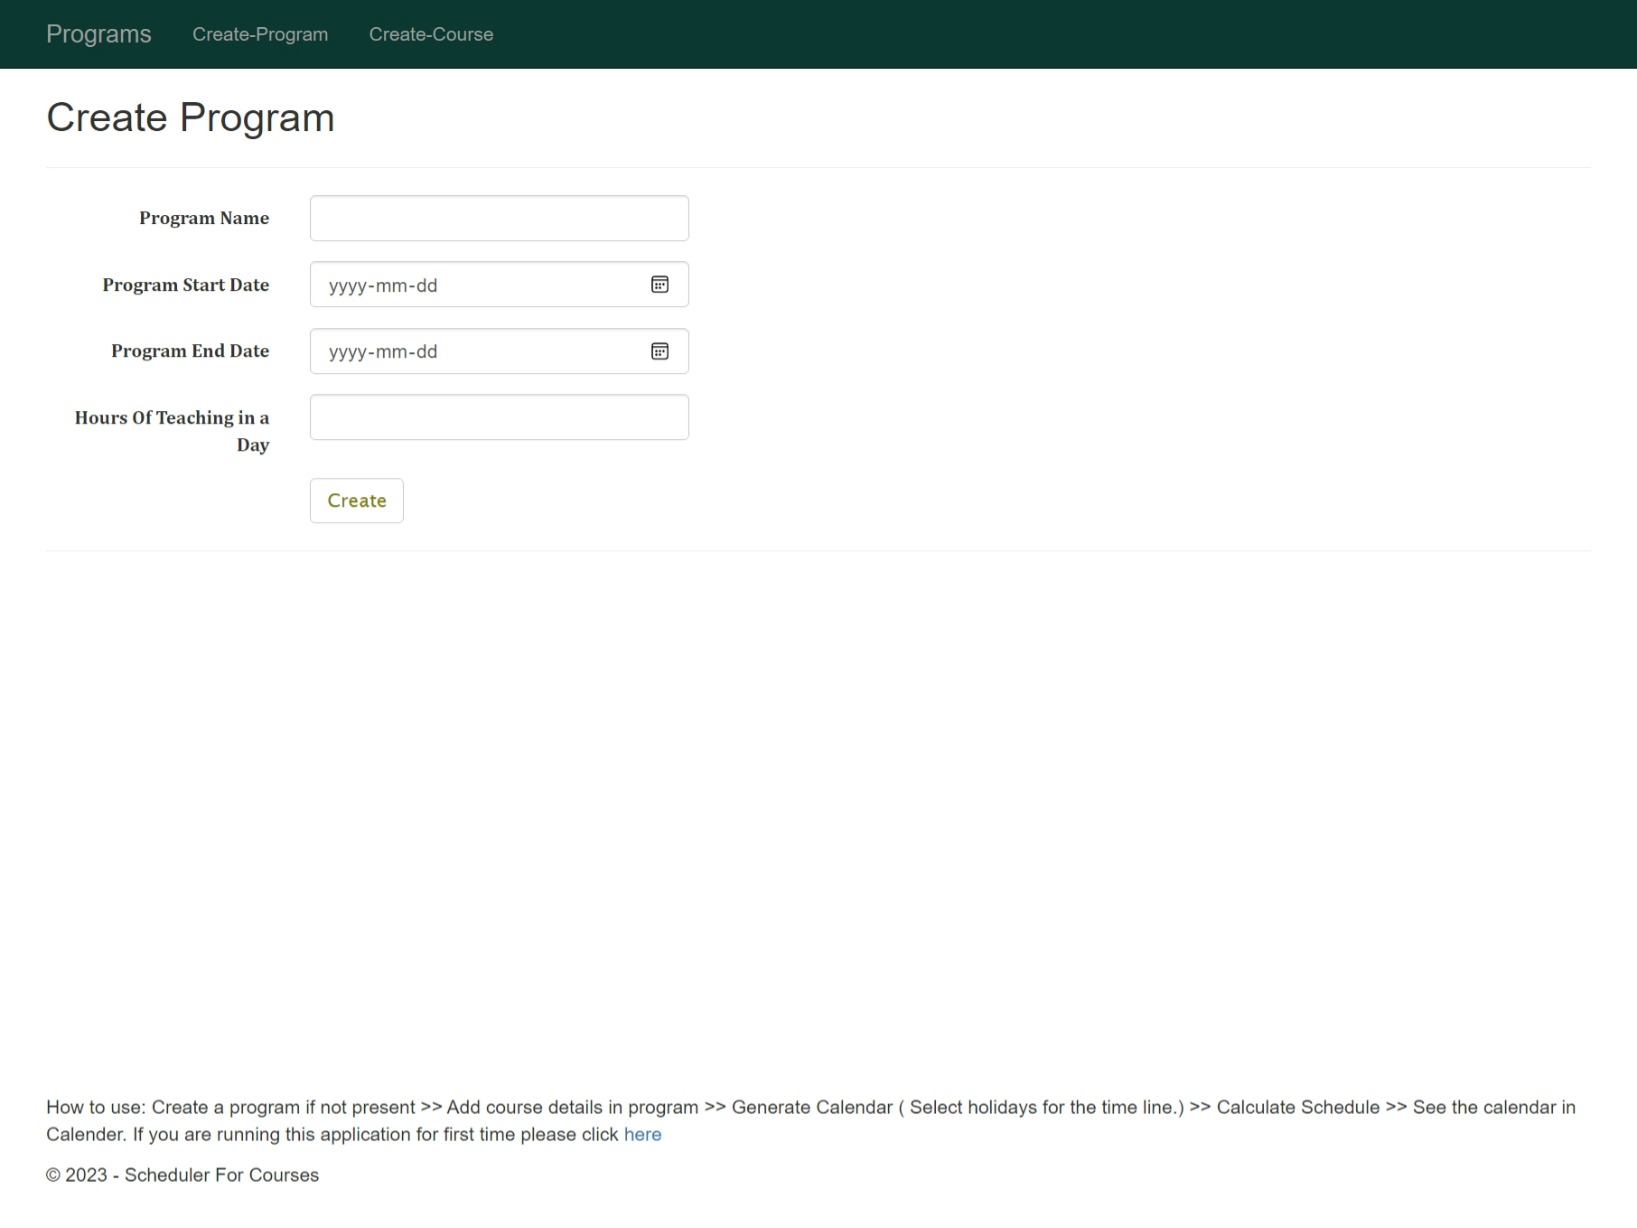 Programs Create-Program Create-Course
Create Program
Program Name
Program Start Date yyyy-mm-dd
Program End Date yyyy-mm-dd
Hours Of Teaching in a
Day
Create
How to use: Create a program if not present >> Add course details in program >> Generate Calendar ( Select holidays for the time line.) >> Calculate Schedule >> See the calendar in
Calender. If you are running this application for first time please click here
© 2023 - Scheduler For Courses